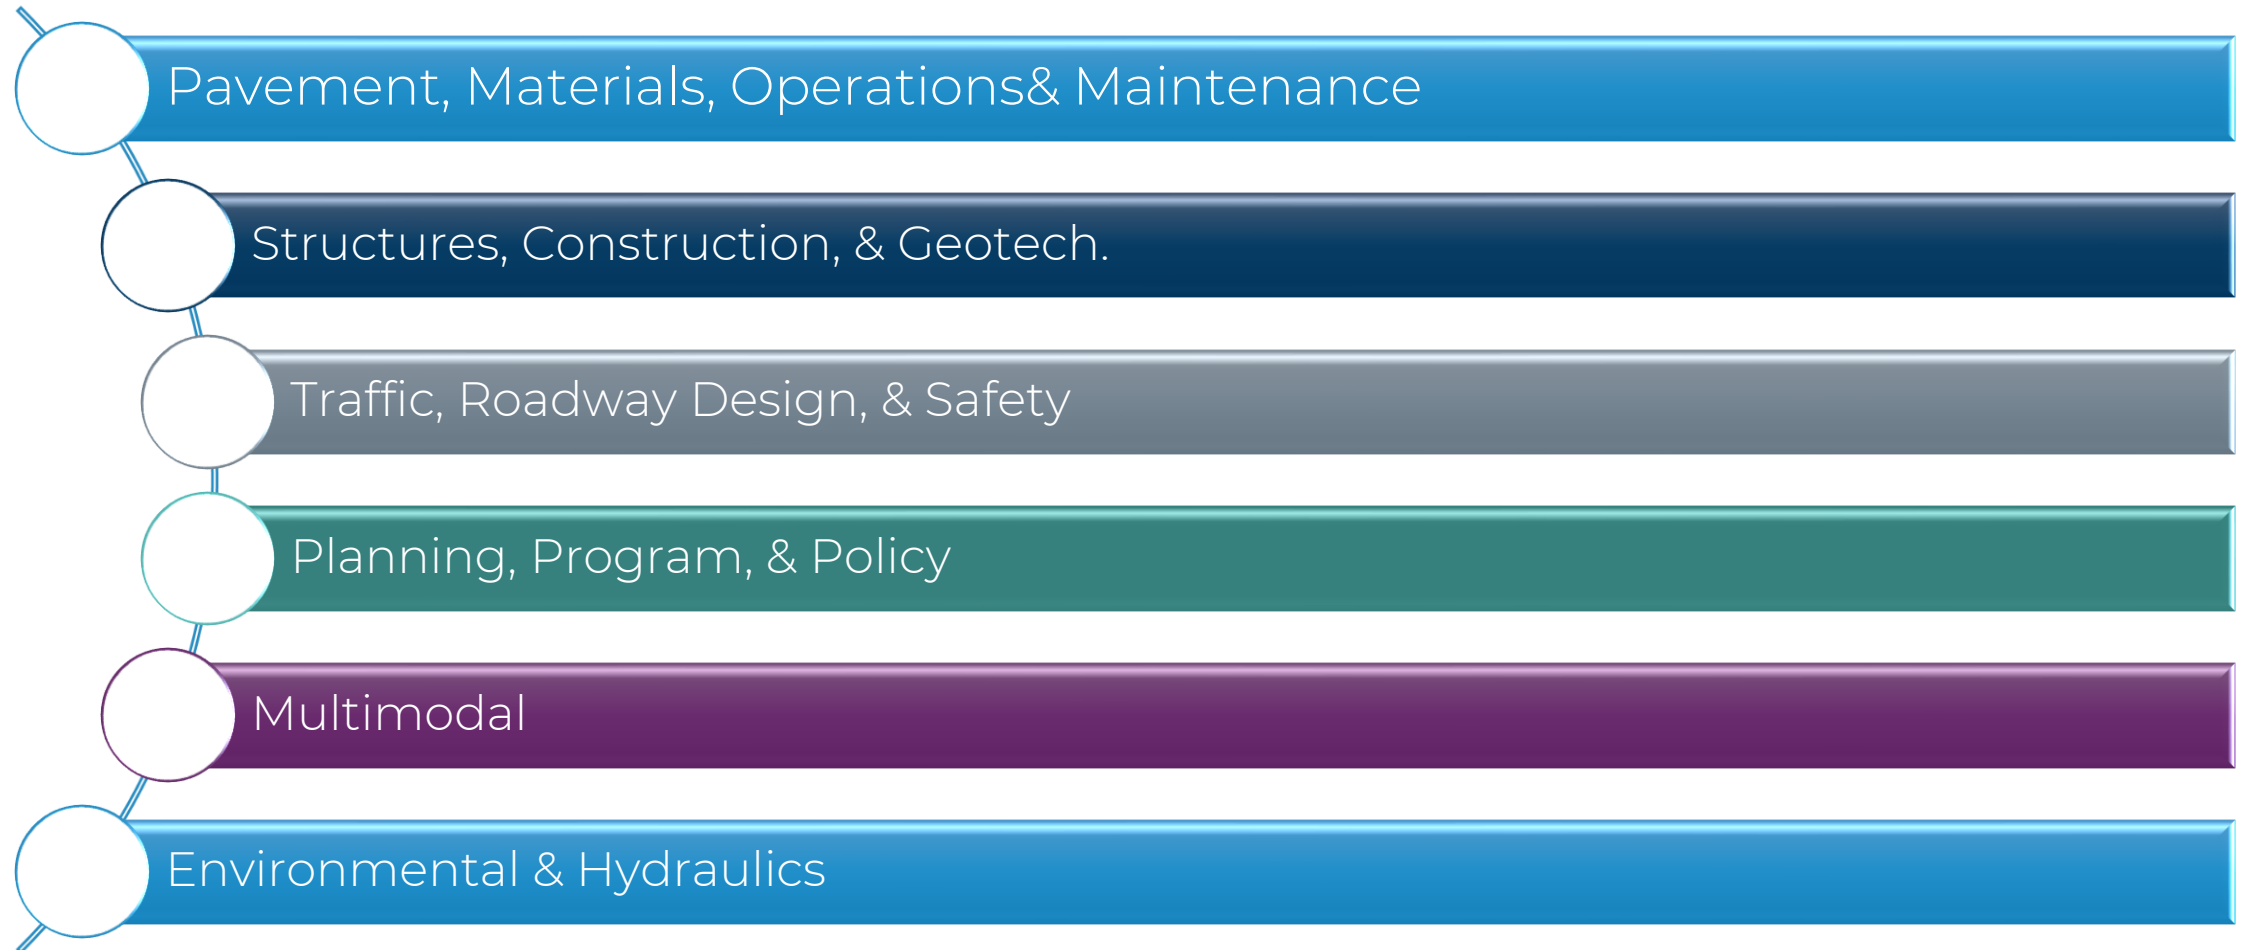 Pavement, Materials, Operations& Maintenance
Structures, Construction, & Geotech.
Traffic, Roadway Design, & Safety
Planning, Program, & Policy
Multimodal
Environmental & Hydraulics